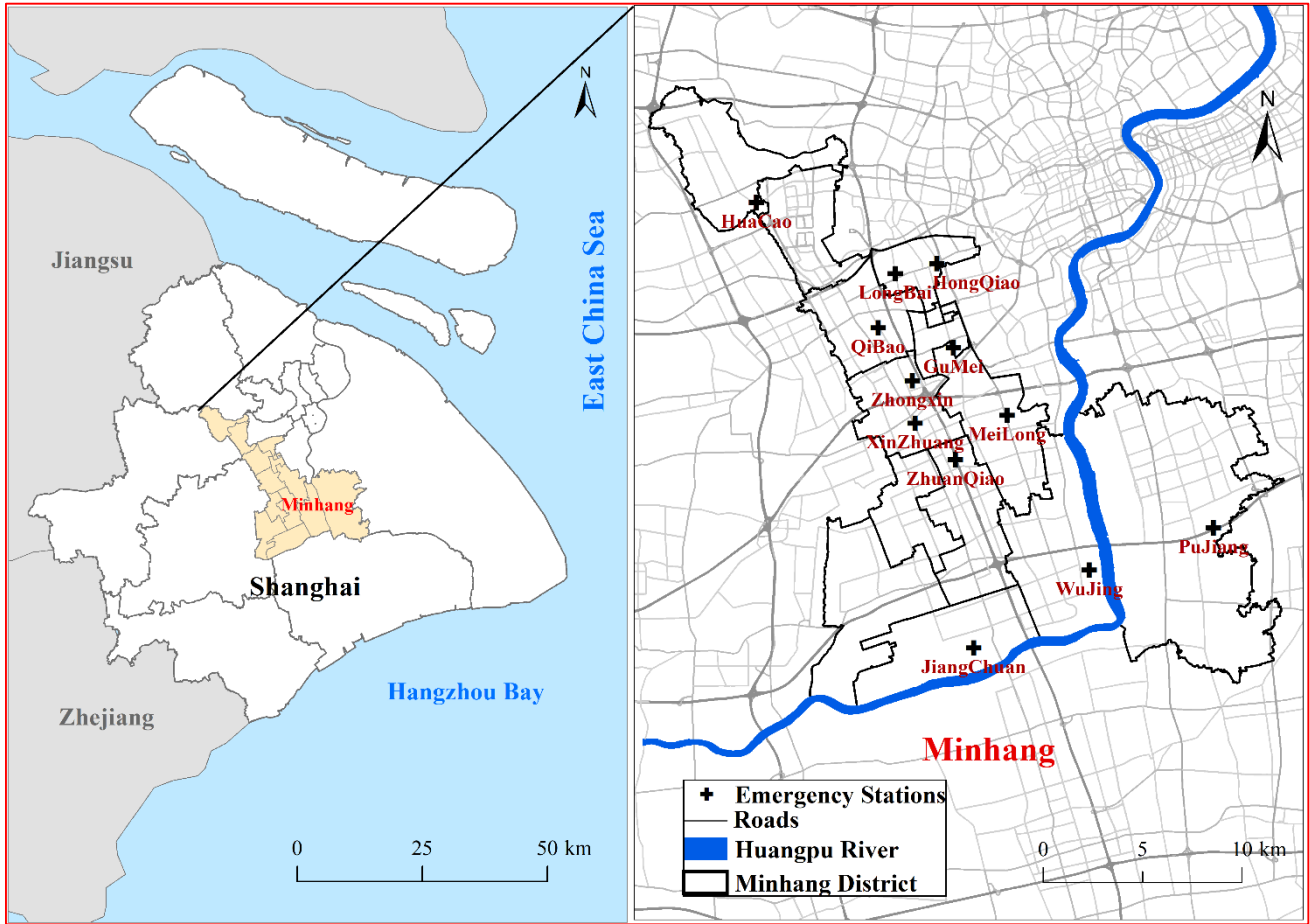 N
Jiangsu
East China Sea
Minhang
Shanghai
Hangzhou Bay
Zhejiang
0 25 50 km
N
HuaCao
HongQiao
LongBai
QiBao
GuMei
Zhongxin
MeiLong
XinZhuang
ZhuanQiao
PuJiang
WuJing
JiangChuan
Minhang
Emergency Stations
Roads
Huangpu River
Minhang District
0 5 10 km